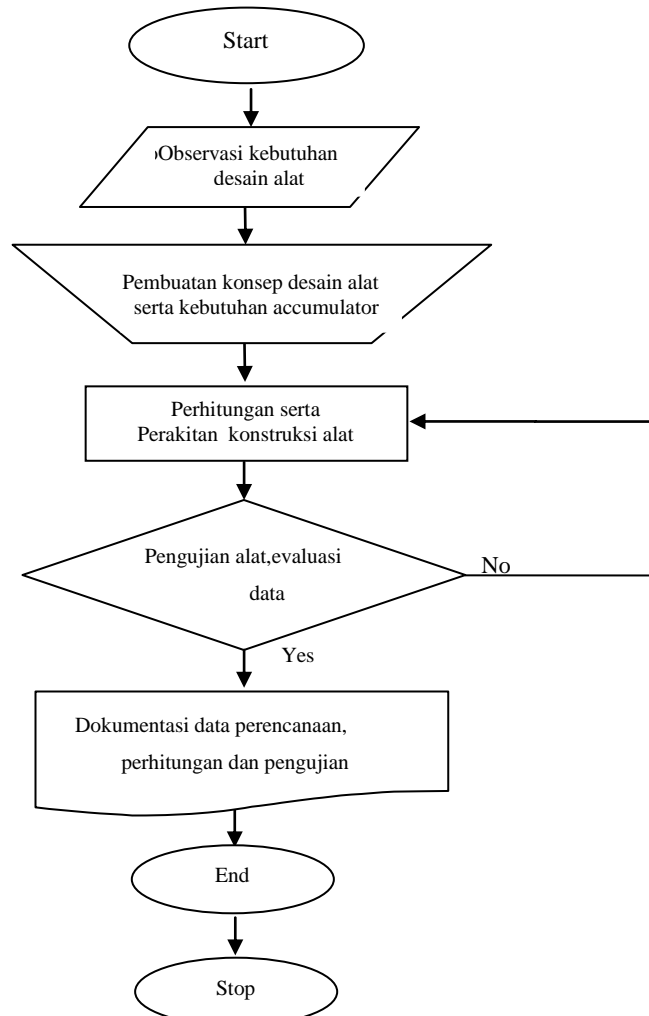 Start
Observasi kebutuhan
desain alat
Pembuatan konsep desain alat
serta kebutuhan accumulator
Perhitungan serta
Perakitan konstruksi alat
Pengujian alat,evaluasi
data
No
Yes
Dokumentasi data perencanaan,
perhitungan dan pengujian
End
Stop